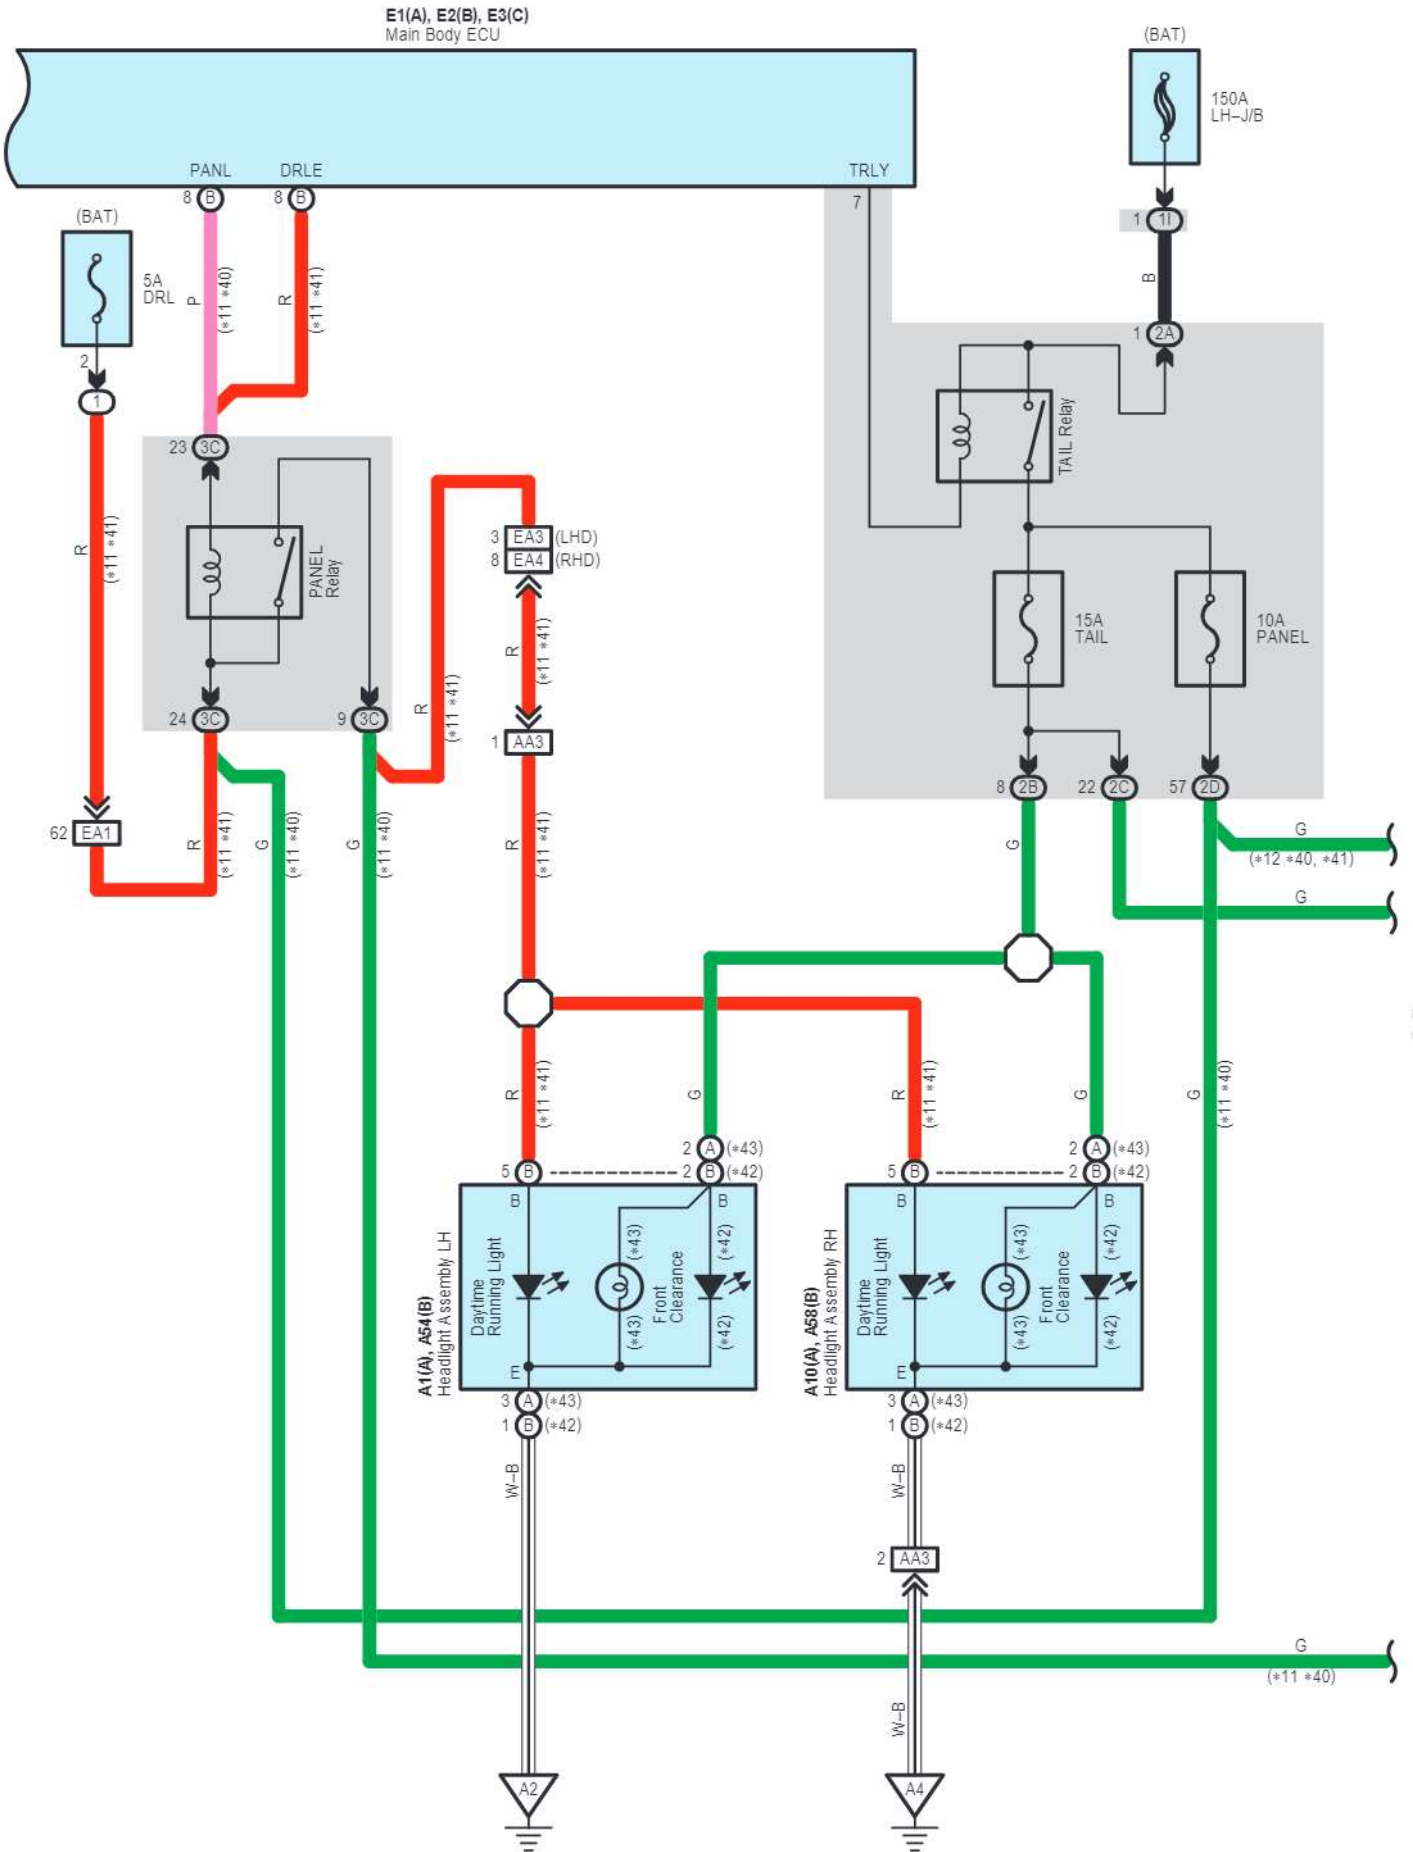 E1(A), E2(B), E3(C)
Main Body ECU
(BAT)
150A
LH–J/B
PANL
DRLE
TRLY
8 B
8 B
7
1 1I
(BAT)
5A
DRL
P
(*11 *40)
R
(*11 *41)
B
1 2A
2
1
TAIL Relay
23 3C
R
(*11 *41)
PANEL
Relay
3 EA3 (LHD)
8 EA4 (RHD)
15A
TAIL
10A
PANEL
R
(*11 *41)
R
(*11 *41)
24 3C
9 3C
1 AA3
8 2B
22 2C
57 2D
62 EA1
R
(*11 *41)
G
(*11 *40)
G
(*11 *40)
R
(*11 *41)
G
G
(*12 *40, *41)
G
R
(*11 *41)
G
R
(*11 *41)
G
G
(*11 *40)
2 A (*43)
2 A (*43)
5 B
2 B (*42)
5 B
2 B (*42)
B
B
B
B
A1(A), A54(B)
Headlight Assembly LH
Daytime
Running Light
(*43)
(*43)
Front
Clearance
(*42)
(*42)
E
A10(A), A58(B)
Headlight Assembly RH
Daytime
Running Light
(*43)
(*43)
Front
Clearance
(*42)
(*42)
E
3 A (*43)
1 B (*42)
3 A (*43)
1 B (*42)
W–B
W–B
2 AA3
G
(*11 *40)
W–B
A2
A4